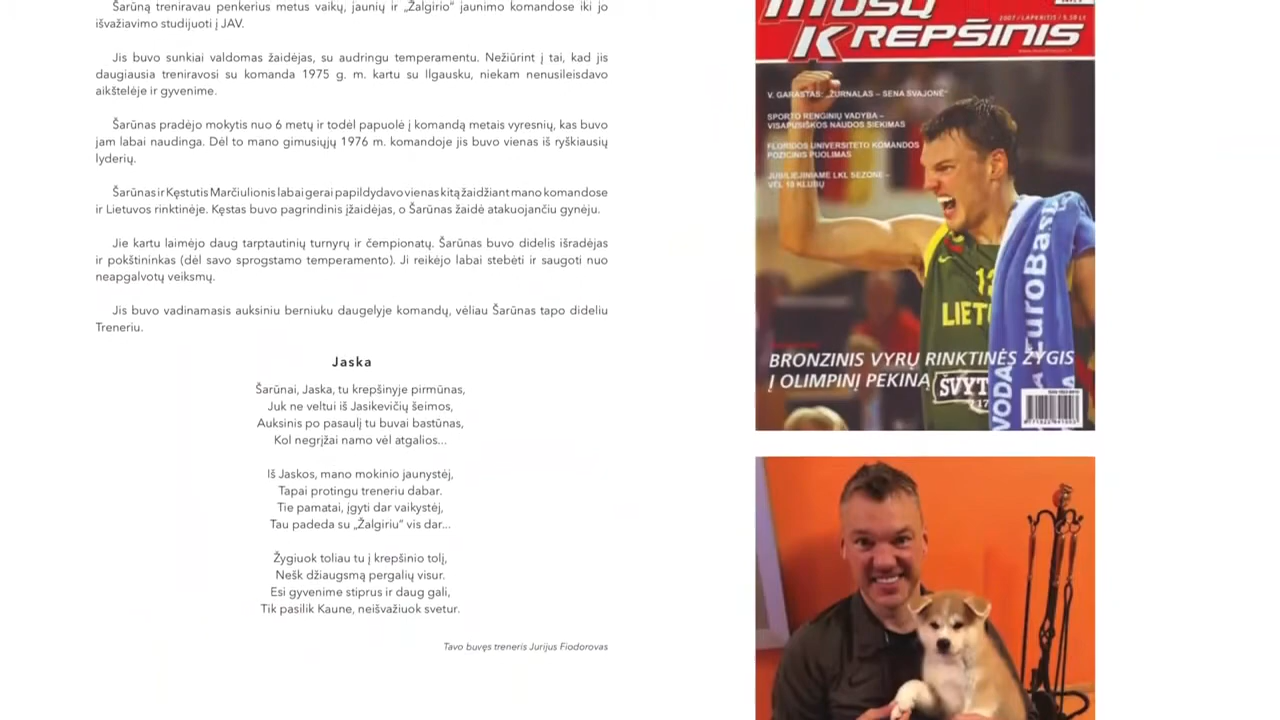 Šarūną treniravau penkerius metus vaikų, jaunių ir „Žalgirio“ jaunimo komandose iki jo
išvažiavimo studijuoti į JAV.
Jis buvo sunkiai valdomas žaidėjas, su audringu temperamentu. Nežiūrint į tai, kad jis
daugiausia treniravosi su komanda 1975 g. m. kartu su Ilgausku, niekam nenusileisdavo
aikštelėje ir gyvenime.
Šarūnas pradėjo mokytis nuo 6 metų ir todėl papuolė į komandą metais vyresnių, kas buvo
jam labai naudinga. Dėl to mano gimusiųjų 1976 m. komandoje jis buvo vienas iš ryškiausių
lyderių.
Šarūnas ir Kęstutis Marčiulionis labai gerai papildydavo vienas kitą žaidžiant mano komandose
ir Lietuvos rinktinėje. Kęstas buvo pagrindinis įžaidėjas, o Šarūnas žaidė atakuojančiu gynėju.
Jie kartu laimėjo daug tarptautinių turnyrų ir čempionatų. Šarūnas buvo didelis išradėjas
ir pokštininkas (dėl savo sprogstamo temperamento). Ji reikėjo labai stebėti ir saugoti nuo
neapgalvotų veiksmų.
Jis buvo vadinamasis auksiniu berniuku daugelyje komandų, vėliau Šarūnas tapo dideliu
Treneriu.
Jaska
Šarūnai, Jaska, tu krepšinyje pirmūnas,
Juk ne veltui iš Jasikevičių šeimos,
Auksinis po pasaulį tu buvai bastūnas,
Kol negrįžai namo vėl atgalios...
Iš Jaskos, mano mokinio jaunystėj,
Tapai protingu treneriu dabar.
Tie pamatai, įgyti dar vaikystėj,
Tau padeda su „Žalgiriu“ vis dar...
Žygiuok toliau tu į krepšinio tolį,
Nešk džiaugsmą pergalių visur.
Esi gyvenime stiprus ir daug gali,
Tik pasilik Kaune, neišvažiuok svetur.
Tavo buvęs treneris Jurijus Fiodorovas
MŪSŲ
KREPŠINIS
2007 / LAPKRITIS / 5.58 Lt
V. GARASTAS: „ŽURNALAS – SENA SVAJONĖ“
SPORTO RENGINIŲ VADYBA –
VISAPUSIŠKOS NAUDOS SIEKIMAS
FLORIDOS UNIVERSITETO KOMANDOS
POZICINIS PUOLIMAS
JUBILIEJINIAME LKL SEZONE –
VĖL 10 KLUBŲ
LIET
EuroBas
VODA
BRONZINIS VYRŲ RINKTINĖS ŽYGIS
Į OLIMPINĮ PEKINĄ
ŠVYT